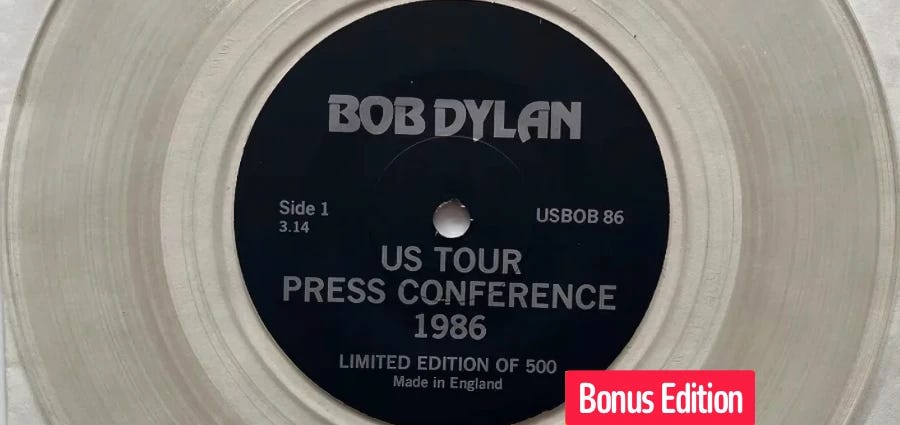 BOB DYLAN
Side 1
3.14
USBOB 86
US TOUR
PRESS CONFERENCE
1986
LIMITED EDITION OF 500
Made in England
Bonus Edition